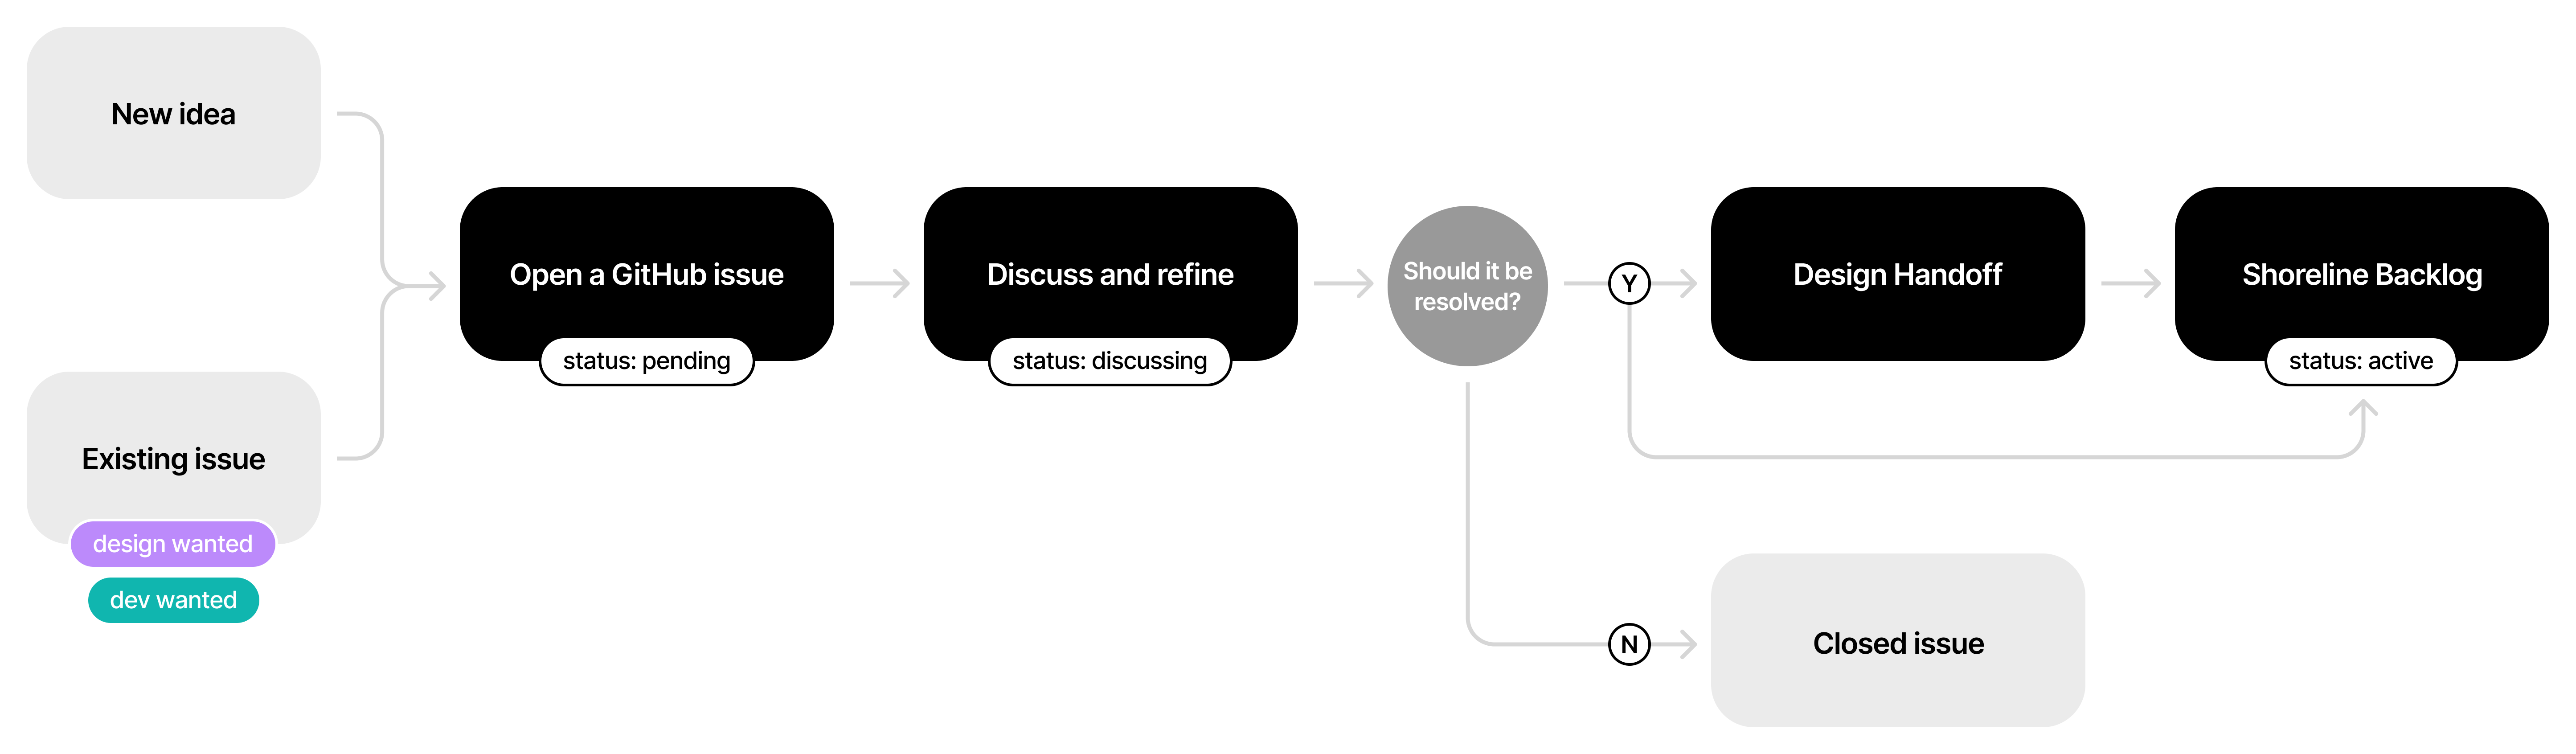 New idea
Existing issue
design wanted
dev wanted
Open a GitHub issue
status: pending
Discuss and refine
status: discussing
Should it be
resolved?
Y
Design Handoff
Shoreline Backlog
status: active
N
Closed issue